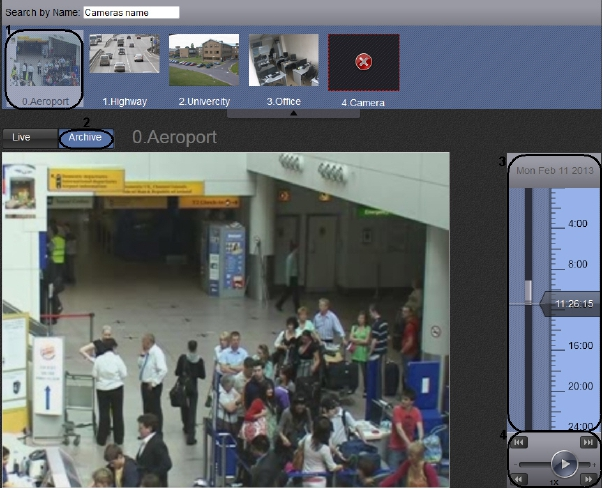 Search by Name: Cameras name
1
0.Aeroport
1.Highway
2.Univercity
3.Office
4.Camera
2
Live
Archive
0.Aeroport
3
Mon Feb 11 2013
4:00
8:00
11:26:15
16:00
20:00
24:00
4
1X